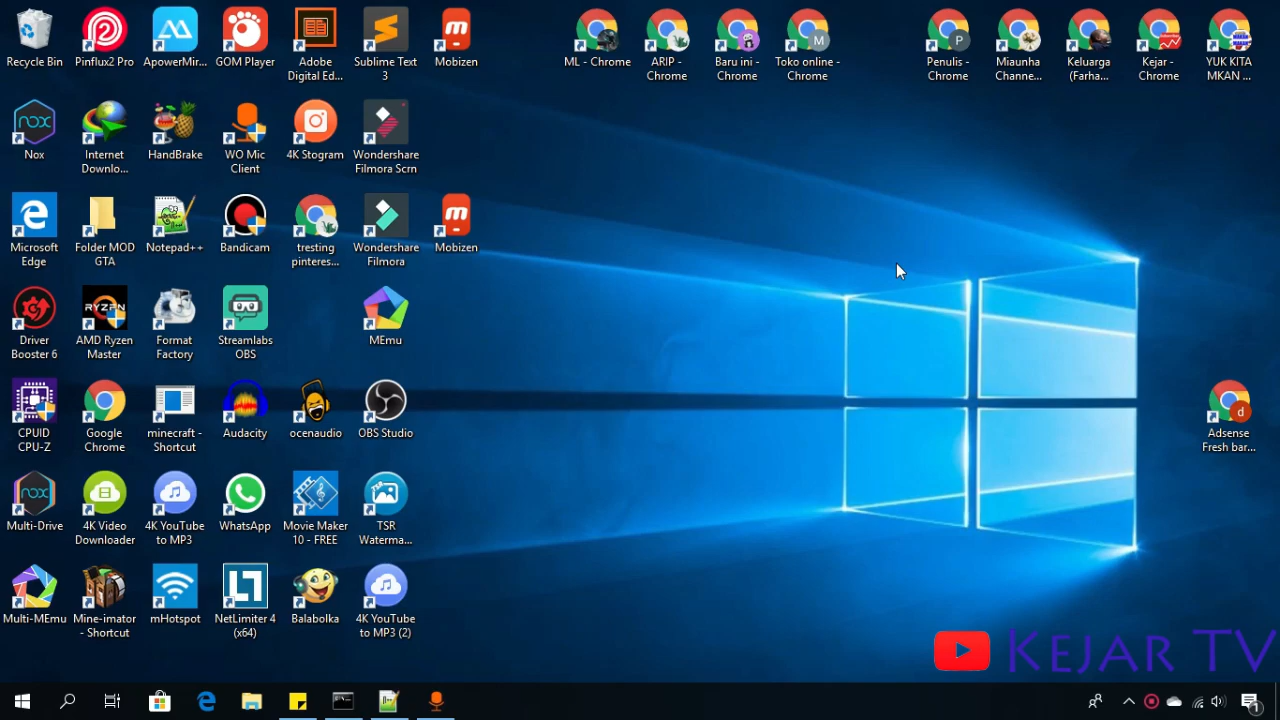 Recycle Bin
Pinflux2 Pro
ApowerMir...
GOM Player
Adobe
Digital Ed...
Sublime Text
3
Mobizen
ML - Chrome
ARIP -
Chrome
Baru ini -
Chrome
Toko online -
Chrome
Penulis -
Chrome
Miaunha
Channe...
Keluarga
(Farha...
Kejar -
Chrome
YUK KITA
MKAN ...
Nox
Internet
Downlo...
HandBrake
WO Mic
Client
4K Stogram
Wondershare
Filmora Scrn
Microsoft
Edge
Folder MOD
GTA
Notepad++
Bandicam
tresting
pinteres...
Wondershare
Filmora
Mobizen
Driver
Booster 6
AMD Ryzen
Master
Format
Factory
Streamlabs
OBS
MEmu
CPUID
CPU-Z
Google
Chrome
minecraft -
Shortcut
Audacity
ocenaudio
OBS Studio
Adsense
Fresh bar...
Multi-Drive
4K Video
Downloader
4K YouTube
to MP3
WhatsApp
Movie Maker
10 - FREE
TSR
Waterma...
Multi-MEmu
Mine-imator
- Shortcut
mHotspot
NetLimiter 4
(x64)
Balabolka
4K YouTube
to MP3 (2)
Kejar TV